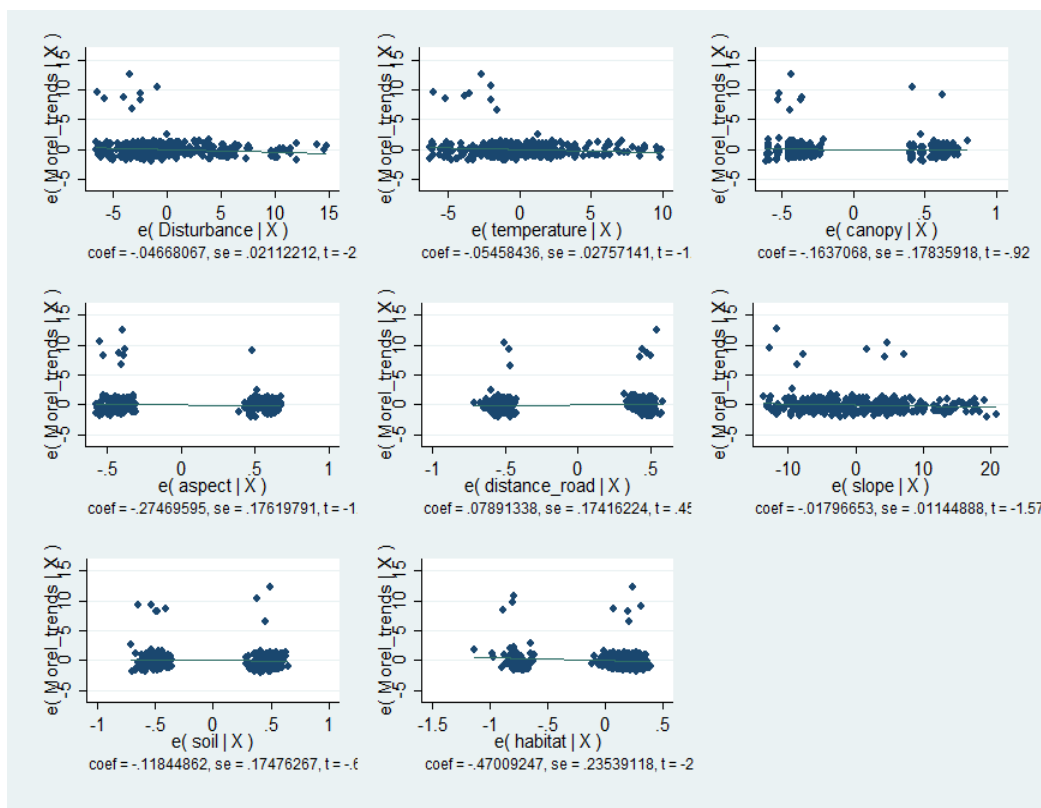 e( Morel_trends | X )
-5 0 5 10 15
-5 0 5 10 15
e( Disturbance | X )
coef = -.04668067, se = .02112212, t = -2
e( Morel_trends | X )
-5 0 5 10 15
-5 0 5 10
e( temperature | X )
coef = -.05458436, se = .02757141, t = -1
e( Morel_trends | X )
-5 0 5 10 15
-.5 0 .5 1
e( canopy | X )
coef = -.1637068, se = .17835918, t = -.92
e( Morel_trends | X )
-5 0 5 10 15
-.5 0 .5 1
e( aspect | X )
coef = -.27469595, se = .17619791, t = -1
e( Morel_trends | X )
-5 0 5 10 15
-1 -.5 0 .5
e( distance_road | X )
coef = .07891338, se = .17416224, t = .45
e( Morel_trends | X )
-5 0 5 10 15
-10 0 10 20
e( slope | X )
coef = -.01796653, se = .01144888, t = -1.57
e( Morel_trends | X )
-5 0 5 10 15
-1 -.5 0 .5 1
e( soil | X )
coef = -.11844862, se = .17476267, t = -.6
e( Morel_trends | X )
-5 0 5 10 15
-1.5 -1 -.5 0 .5
e( habitat | X )
coef = -.47009247, se = .23539118, t = -2